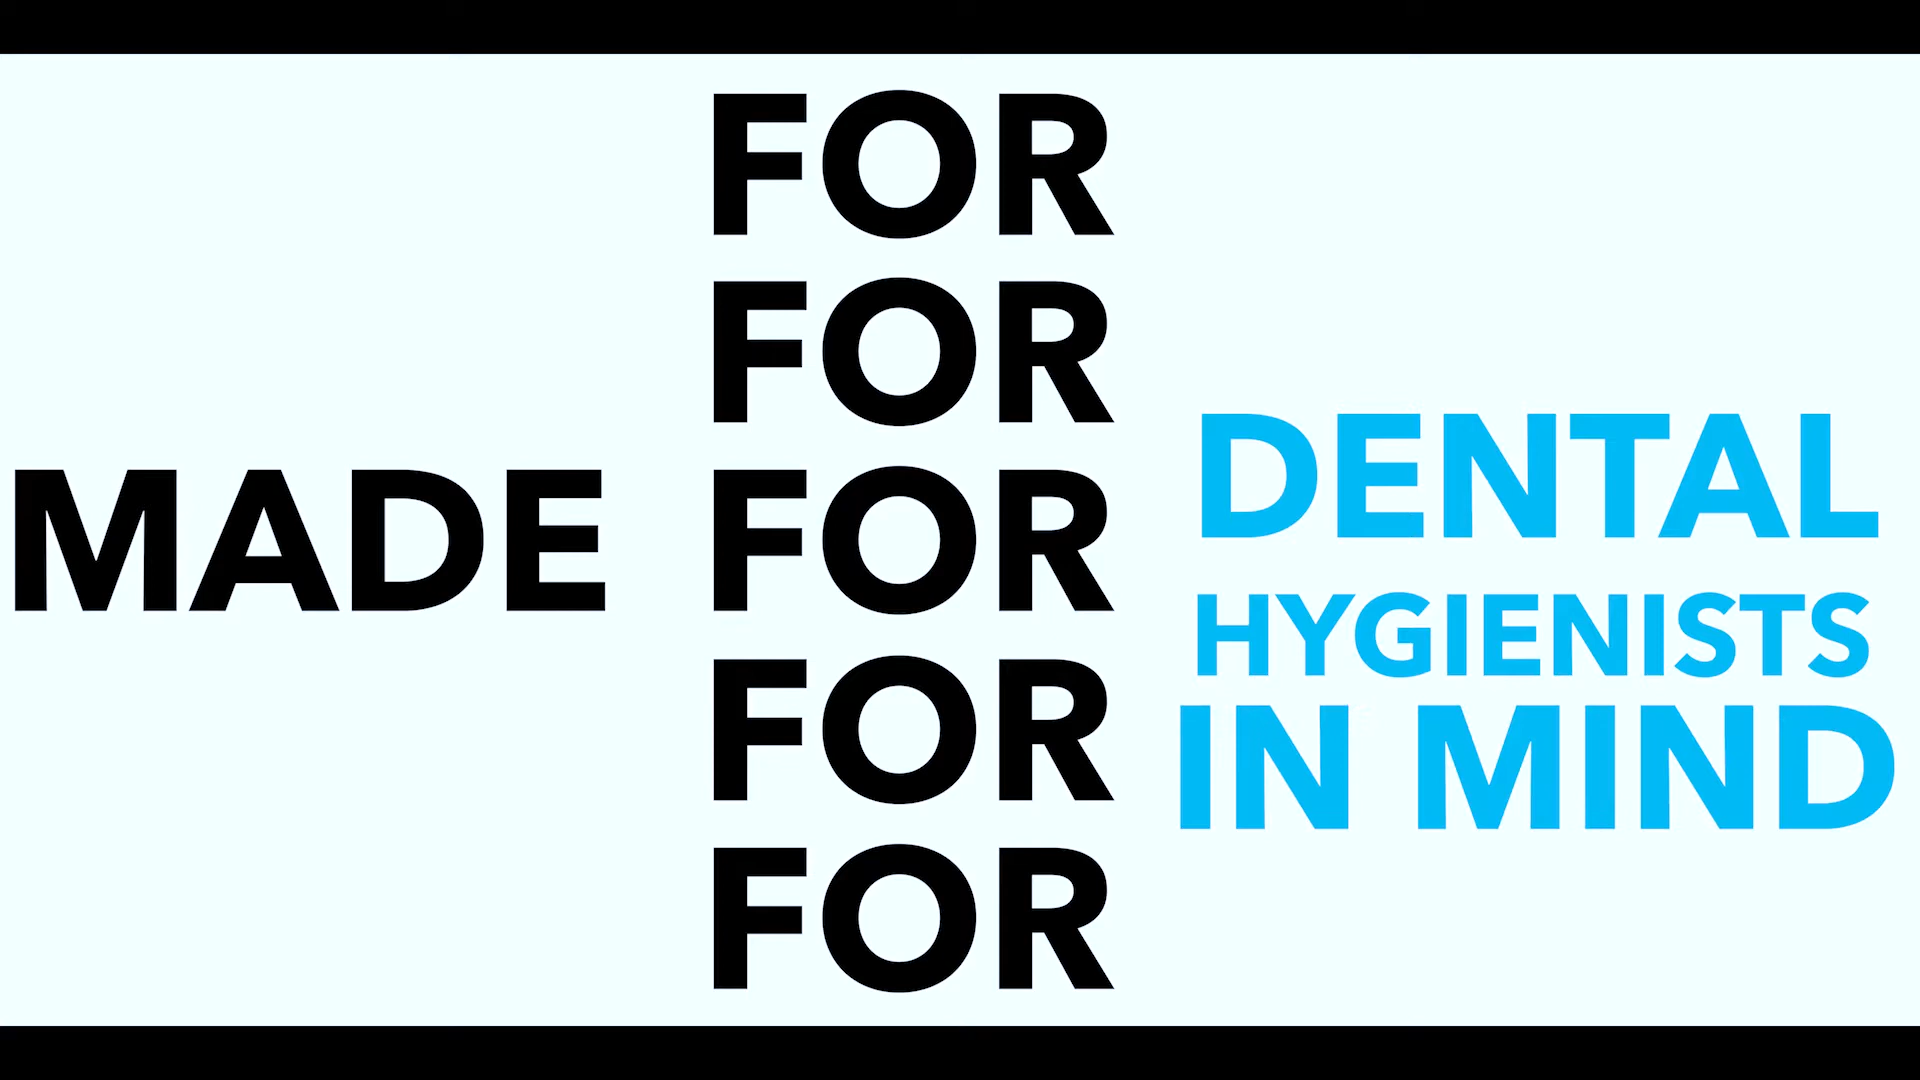 FOR
FOR
MADE FOR DENTAL
HYGIENISTS
FOR IN MIND
FOR